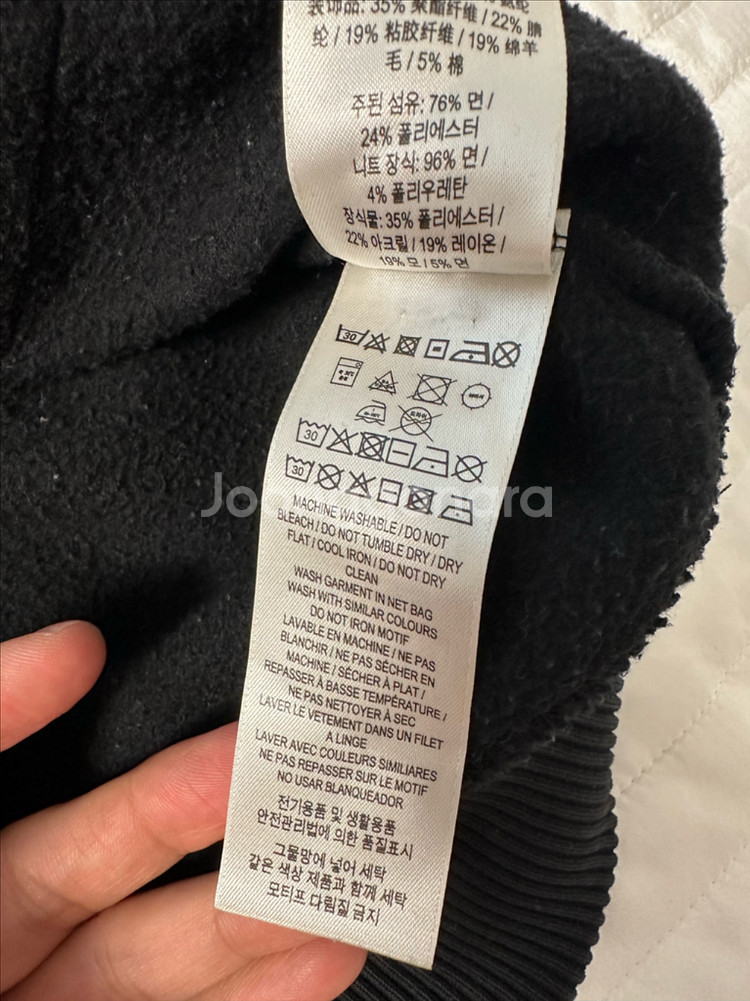 装饰品: 35% 聚酯纤维 / 22% 腈
纶 / 19% 粘胶纤维 / 19% 绵羊
毛 / 5% 棉
주된 섬유: 76% 면 /
24% 폴리에스터
니트 장식: 96% 면 /
4% 폴리우레탄
장식물: 35% 폴리에스터 /
22% 아크릴 / 19% 레이온 /
19% 모 / 5% 면
30
30
30
MACHINE WASHABLE / DO NOT
BLEACH / DO NOT TUMBLE DRY / DRY
FLAT / COOL IRON / DO NOT DRY
CLEAN
WASH GARMENT IN NET BAG
WASH WITH SIMILAR COLOURS
DO NOT IRON MOTIF
LAVABLE EN MACHINE / NE PAS
BLANCHIR / NE PAS SÉCHER EN
MACHINE / SÉCHER À PLAT /
REPASSER À BASSE TEMPÉRATURE /
NE PAS NETTOYER À SEC
LAVER LE VETEMENT DANS UN FILET
A LINGE
LAVER AVEC COULEURS SIMILIARES
NE PAS REPASSER SUR LE MOTIF
NO USAR BLANQUEADOR
전기용품 및 생활용품
안전관리법에 의한 품질표시
그물망에 넣어 세탁
같은 색상 제품과 함께 세탁
모티프 다림질 금지